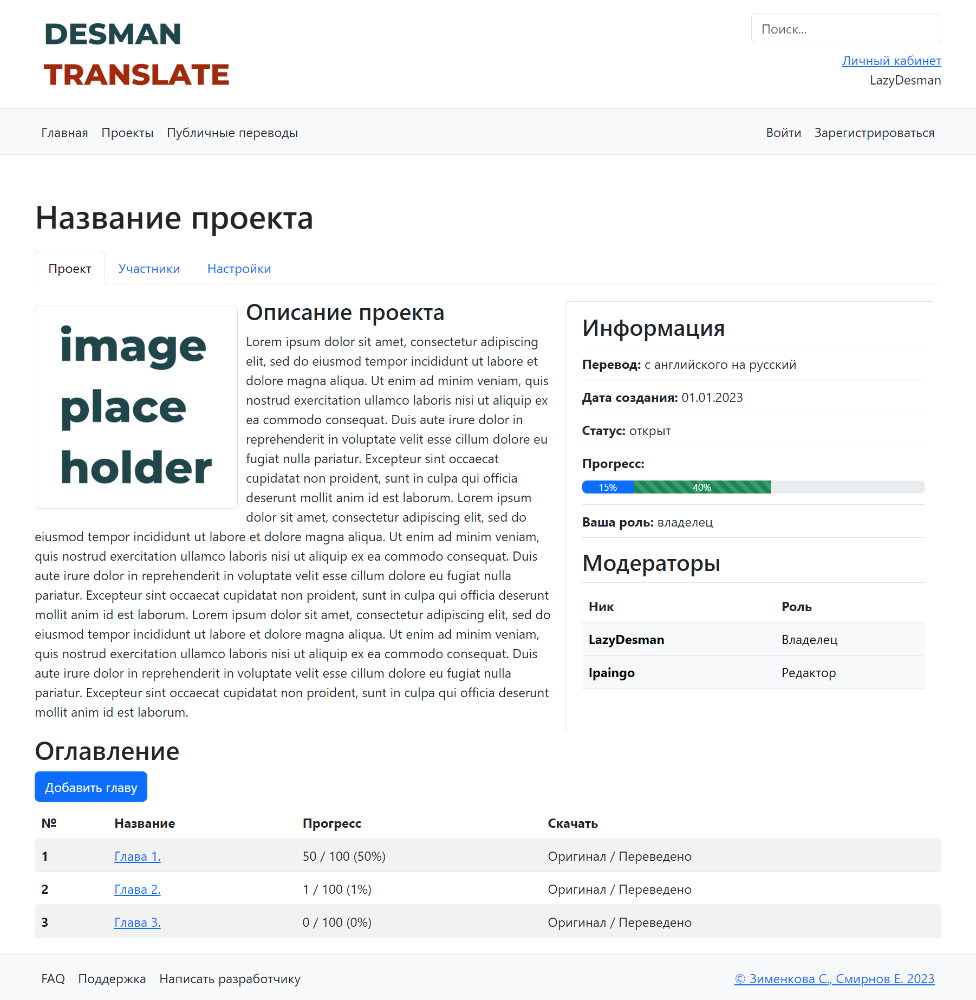 DESMAN
TRANSLATE
Поиск...
Личный кабинет
LazyDesman
Главная Проекты Публичные переводы Войти Зарегистрироваться
Название проекта
Проект Участники Настройки
image
place
holder
Описание проекта
Lorem ipsum dolor sit amet, consectetur adipiscing
elit, sed do eiusmod tempor incididunt ut labore et
dolore magna aliqua. Ut enim ad minim veniam, quis
nostrud exercitation ullamco laboris nisi ut aliquip ex
ea commodo consequat. Duis aute irure dolor in
reprehenderit in voluptate velit esse cillum dolore eu
fugiat nulla pariatur. Excepteur sint occaecat
cupidatat non proident, sunt in culpa qui officia
deserunt mollit anim id est laborum. Lorem ipsum
dolor sit amet, consectetur adipiscing elit, sed do
eiusmod tempor incididunt ut labore et dolore magna aliqua. Ut enim ad minim veniam,
quis nostrud exercitation ullamco laboris nisi ut aliquip ex ea commodo consequat. Duis
aute irure dolor in reprehenderit in voluptate velit esse cillum dolore eu fugiat nulla
pariatur. Excepteur sint occaecat cupidatat non proident, sunt in culpa qui officia deserunt
mollit anim id est laborum. Lorem ipsum dolor sit amet, consectetur adipiscing elit, sed do
eiusmod tempor incididunt ut labore et dolore magna aliqua. Ut enim ad minim veniam,
quis nostrud exercitation ullamco laboris nisi ut aliquip ex ea commodo consequat. Duis
aute irure dolor in reprehenderit in voluptate velit esse cillum dolore eu fugiat nulla
pariatur. Excepteur sint occaecat cupidatat non proident, sunt in culpa qui officia deserunt
mollit anim id est laborum.
Информация
Перевод: с английского на русский
Дата создания: 01.01.2023
Статус: открыт
Прогресс:
15% 40%
Ваша роль: владелец
Модераторы
Ник Роль
LazyDesman Владелец
Ipaingo Редактор
Оглавление
Добавить главу
№ Название Прогресс Скачать
1 Глава 1. 50 / 100 (50%) Оригинал / Переведено
2 Глава 2. 1 / 100 (1%) Оригинал / Переведено
3 Глава 3. 0 / 100 (0%) Оригинал / Переведено
FAQ Поддержка Написать разработчику © Зименкова С., Смирнов Е. 2023